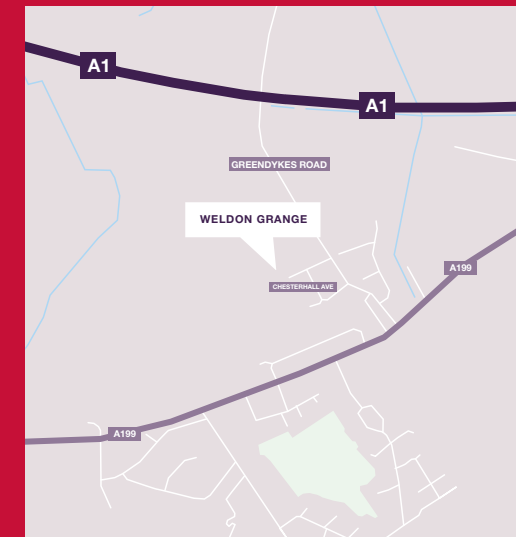 A1
A1
GREENDYKES ROAD
WELDON GRANGE
A199
CHESTERHALL AVE
A199